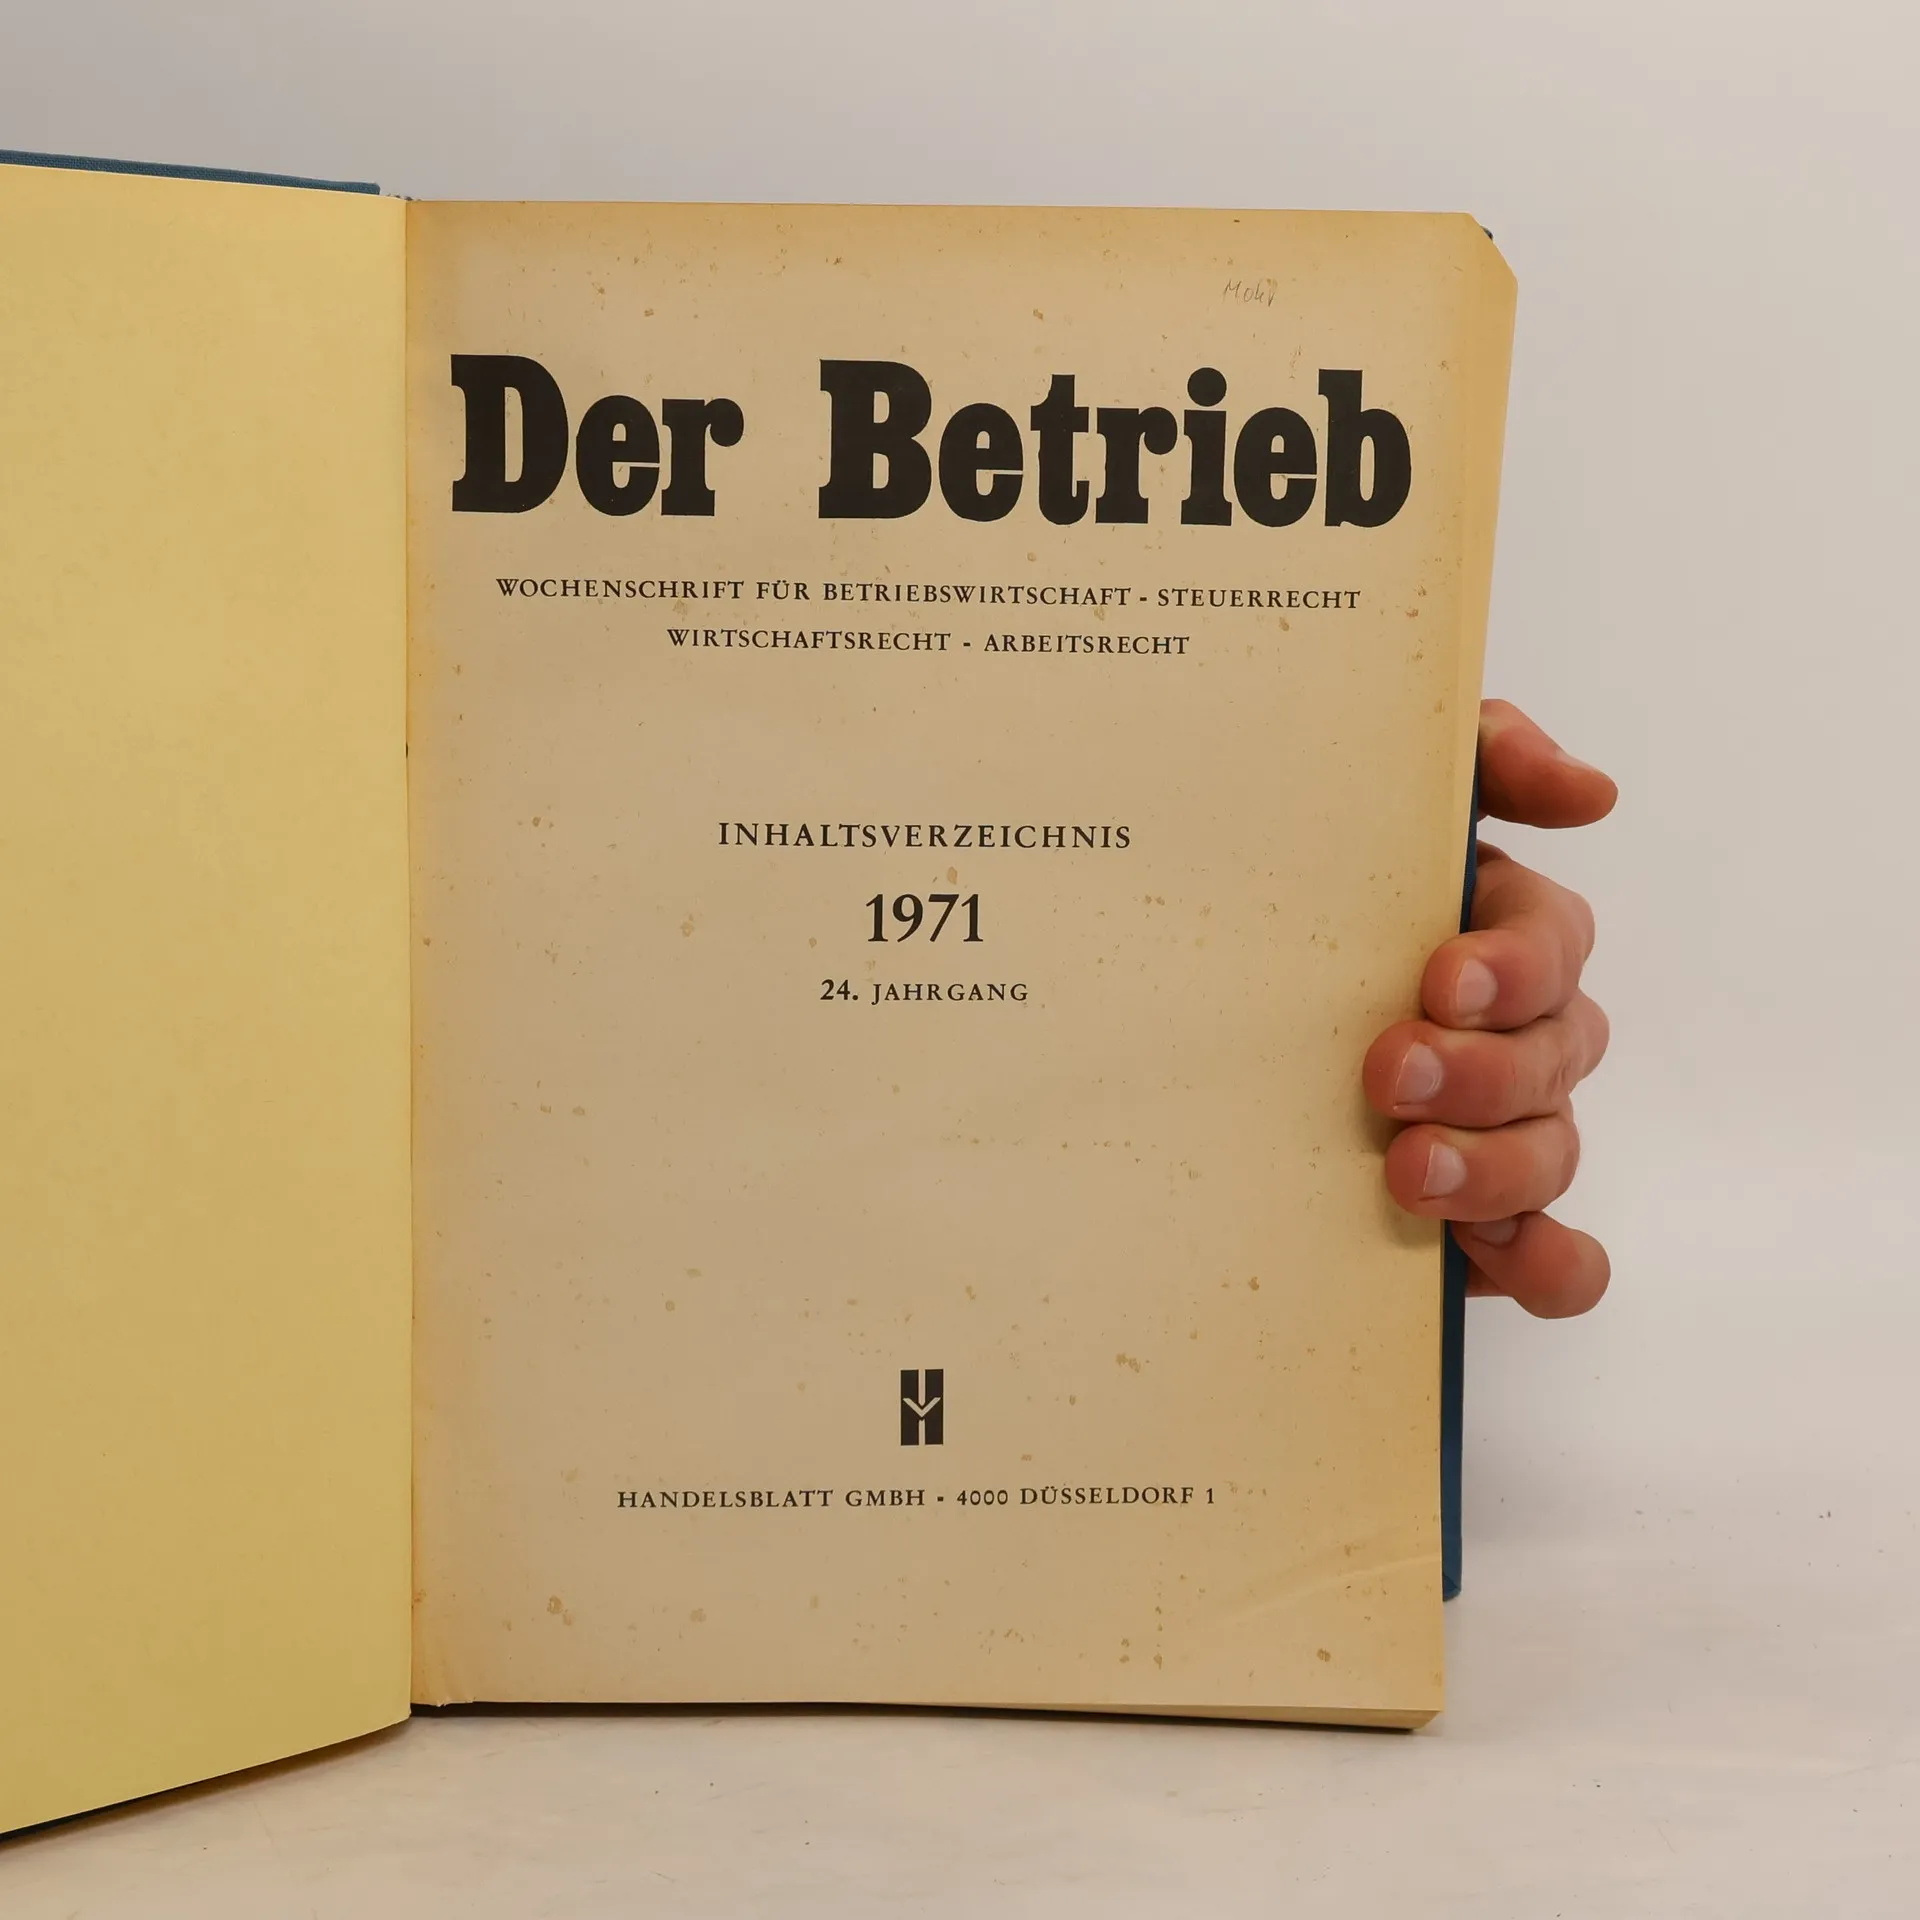 Der Betrieb
WOCHENSCHRIFT FÜR BETRIEBSWIRTSCHAFT - STEUERRECHT
WIRTSCHAFTSRECHT - ARBEITSRECHT
INHALTSVERZEICHNIS
1971
24. JAHRGANG
HANDELSBLATT GMBH ▪ 4000 DÜSSELDORF 1